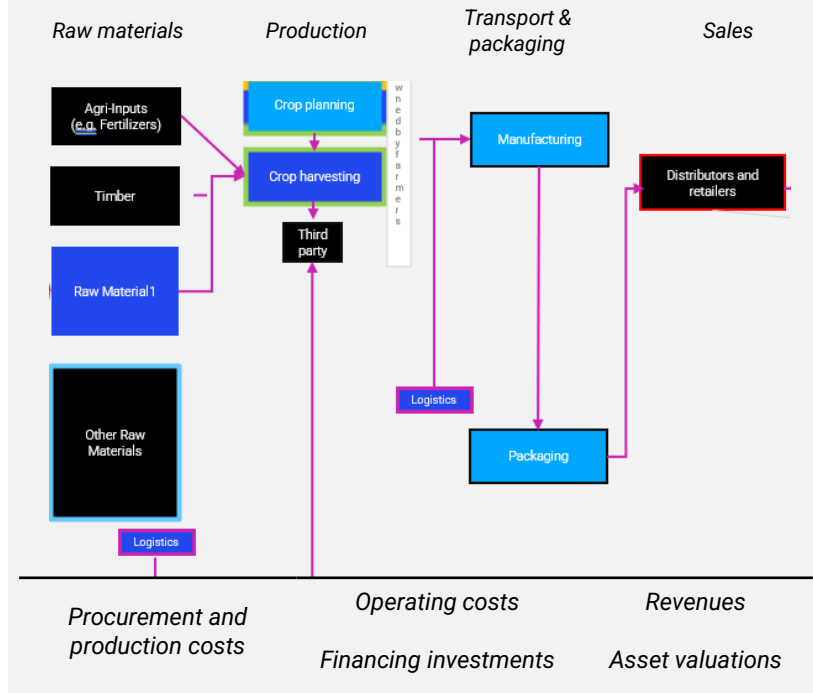 Raw materials
Production
Transport &
packaging
Sales
Agri-Inputs
(e.g. Fertilizers)
Timber
Raw Material1
Other Raw
Materials
Logistics
Crop planning
Crop harvesting
Third
party
w
n
e
d
b
y
f
a
r
m
e
r
s
Manufacturing
Logistics
Packaging
Distributors and
retailers
Procurement and
production costs
Operating costs
Financing investments
Revenues
Asset valuations